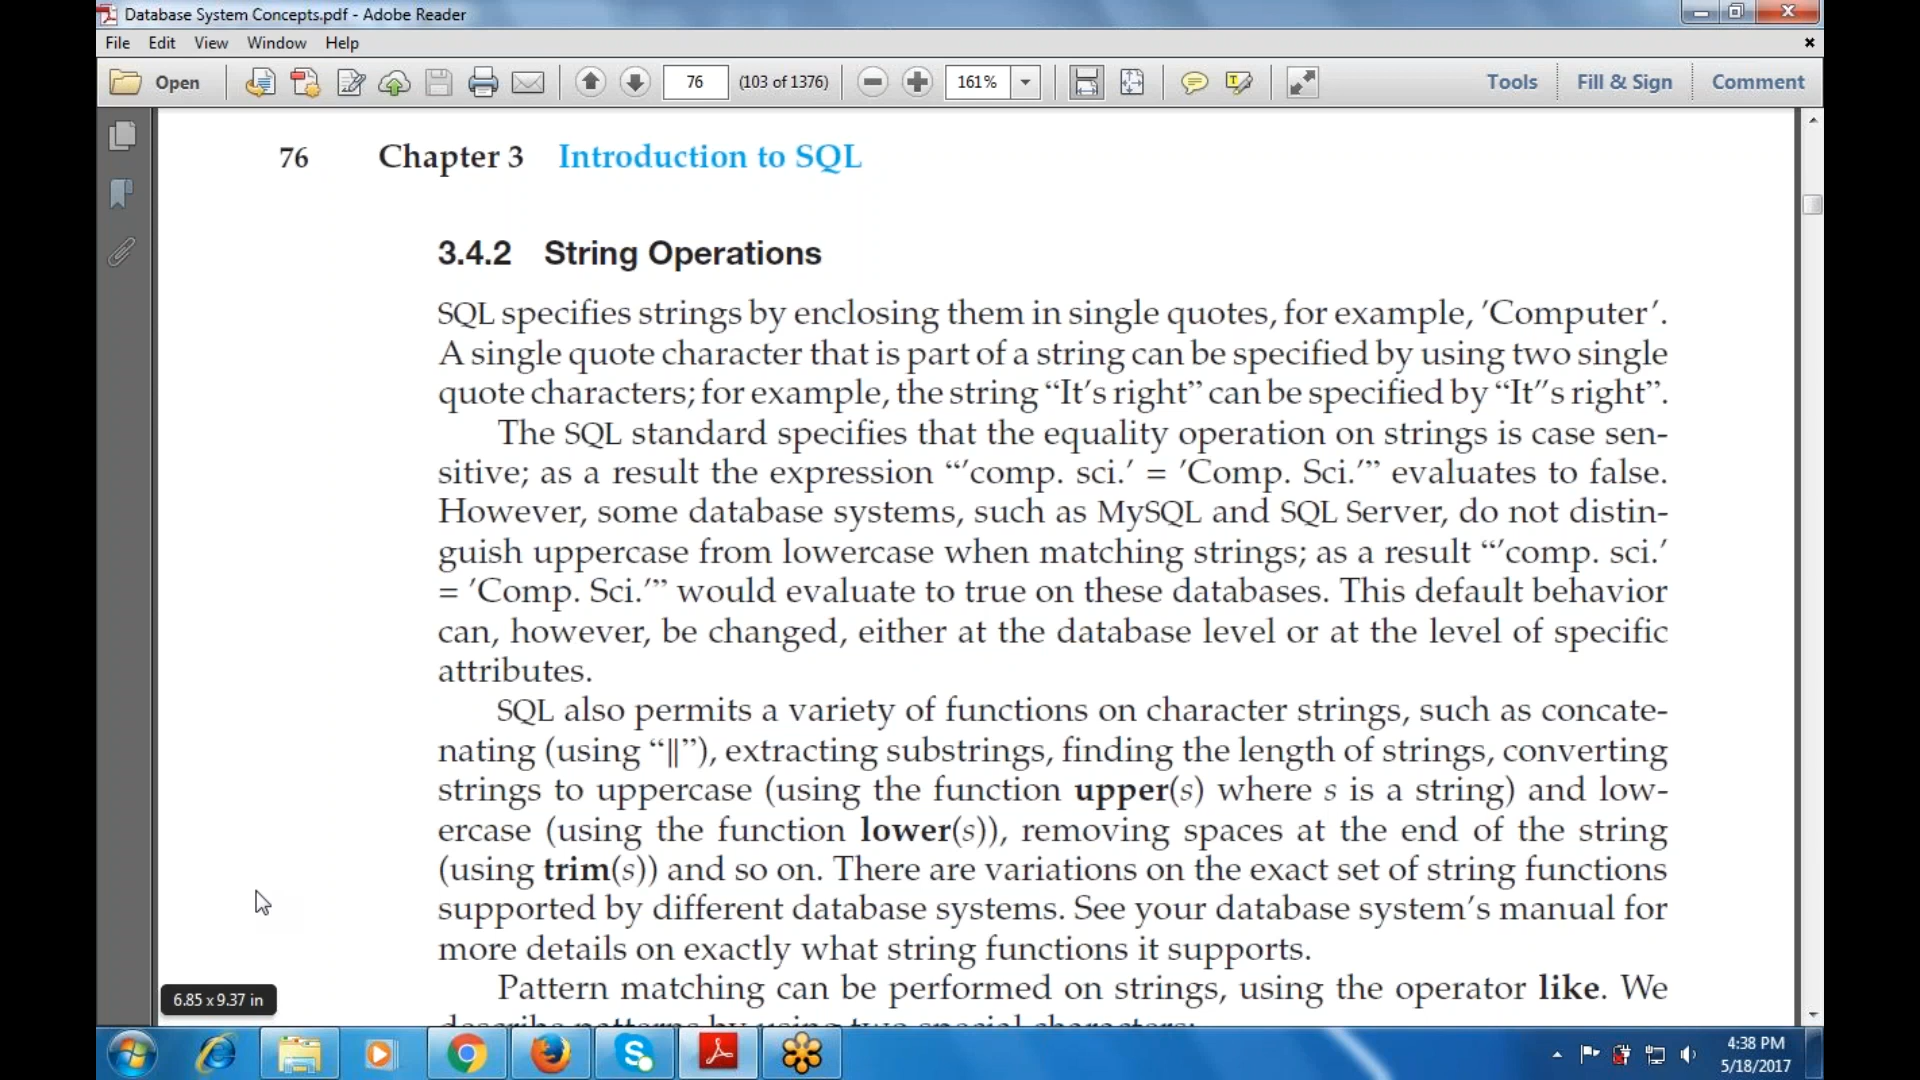 Database System Concepts.pdf - Adobe Reader
File Edit View Window Help
Open 76 (103 of 1376) 161% Tools Fill & Sign Comment
76 Chapter 3 Introduction to SQL
3.4.2 String Operations
SQL specifies strings by enclosing them in single quotes, for example, ’Computer’.
A single quote character that is part of a string can be specified by using two single
quote characters; for example, the string “It’s right” can be specified by “It’’s right”.
The SQL standard specifies that the equality operation on strings is case sen-
sitive; as a result the expression “’comp. sci.’ = ’Comp. Sci.’” evaluates to false.
However, some database systems, such as MySQL and SQL Server, do not distin-
guish uppercase from lowercase when matching strings; as a result “’comp. sci.’
= ’Comp. Sci.’” would evaluate to true on these databases. This default behavior
can, however, be changed, either at the database level or at the level of specific
attributes.
SQL also permits a variety of functions on character strings, such as concate-
nating (using “||”), extracting substrings, finding the length of strings, converting
strings to uppercase (using the function upper(s) where s is a string) and low-
ercase (using the function lower(s)), removing spaces at the end of the string
(using trim(s)) and so on. There are variations on the exact set of string functions
supported by different database systems. See your database system’s manual for
more details on exactly what string functions it supports.
Pattern matching can be performed on strings, using the operator like. We
describe patterns by using two special characters:
6.85 x 9.37 in
4:38 PM
5/18/2017